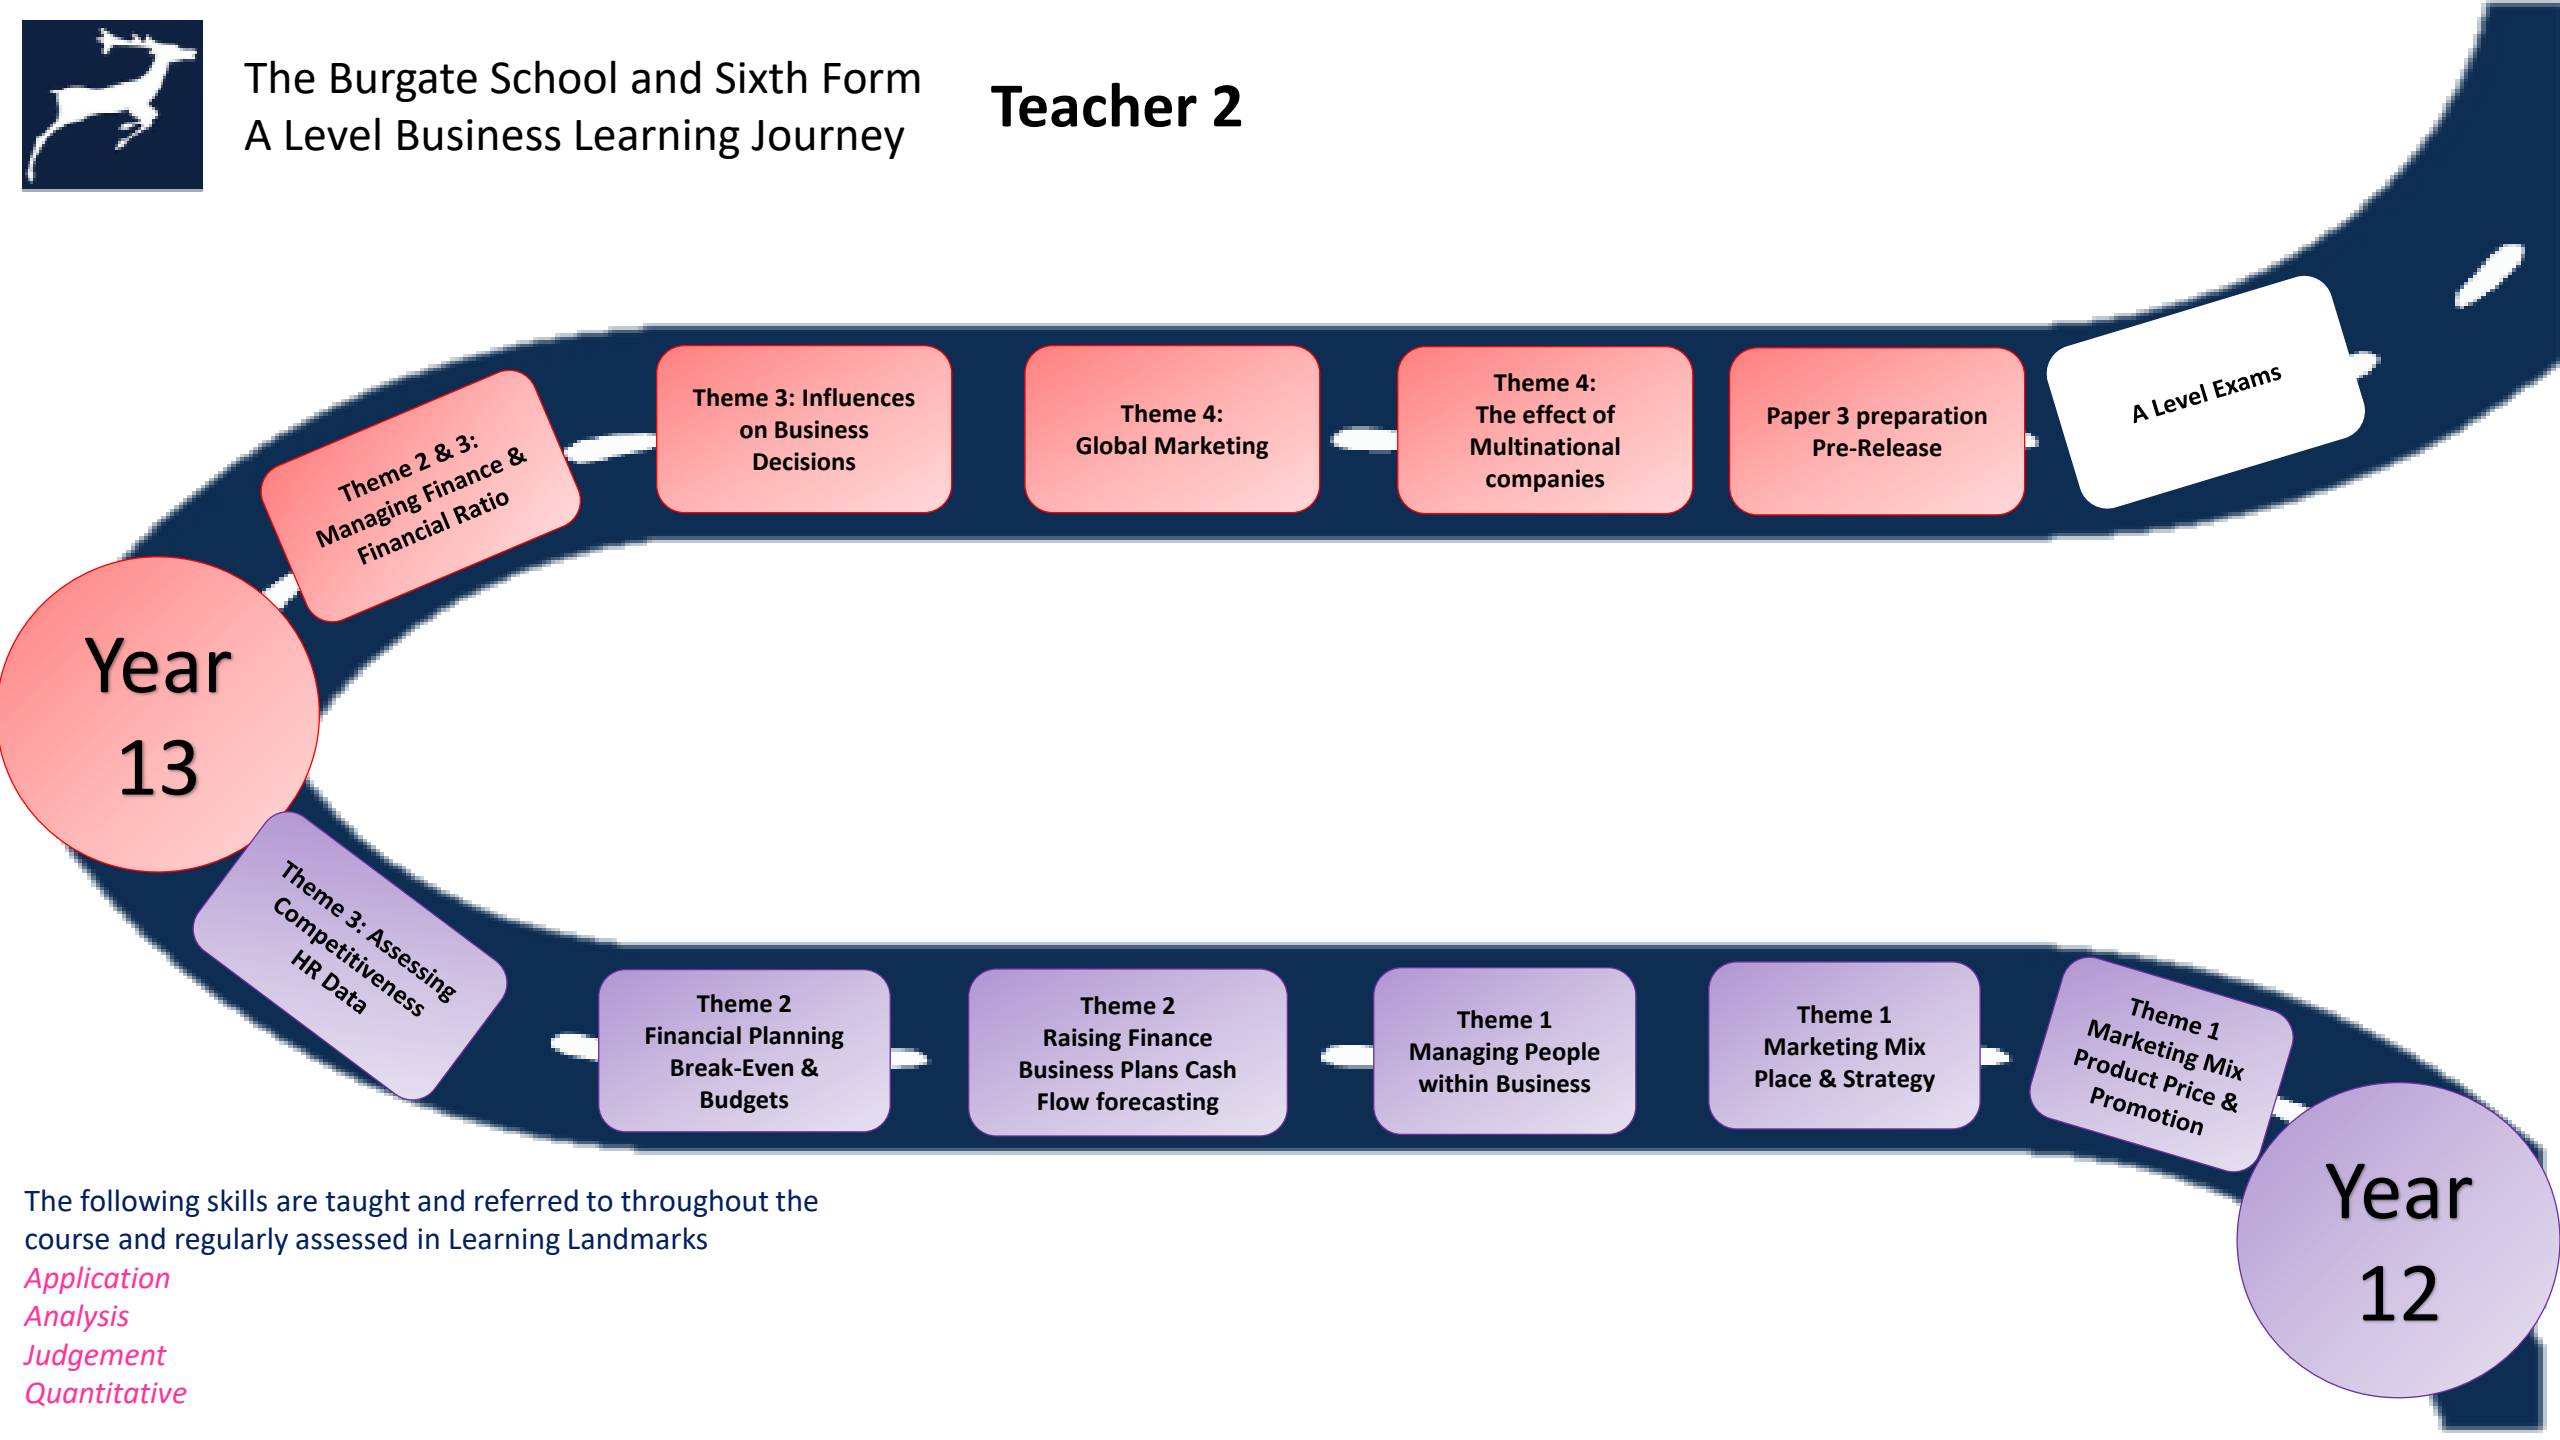 The Burgate School and Sixth Form
A Level Business Learning Journey
Teacher 2
A Level Exams
Paper 3 preparation
Pre-Release
Theme 4:
The effect of
Multinational
companies
Theme 4:
Global Marketing
Theme 3: Influences
on Business
Decisions
Theme 2 & 3:
Managing Finance &
Financial Ratio
Year
13
Theme 3: Assessing
Competitiveness
HR Data
Theme 2
Financial Planning
Break-Even &
Budgets
Theme 2
Raising Finance
Business Plans Cash
Flow forecasting
Theme 1
Managing People
within Business
Theme 1
Marketing Mix
Place & Strategy
Theme 1
Marketing Mix
Product Price &
Promotion
Year
12
The following skills are taught and referred to throughout the
course and regularly assessed in Learning Landmarks
Application
Analysis
Judgement
Quantitative